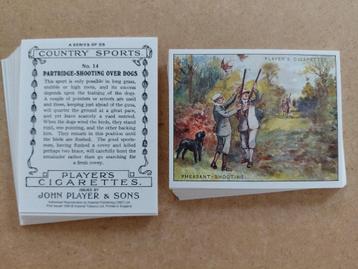 A SERIES OF 25
COUNTRY SPORTS
No. 14
PARTRIDGE-SHOOTING OVER DOGS
This sport is only possible in long grass,
stubble or high roots, and its success
depends upon the training of the dogs. A
couple of pointers or setters are used
and these, keeping just ahead of the guns,
will quarter the ground at a great pace
and yet leave scarcely a yard untried.
When the dogs wind the birds, they stand
rigid, one pointing, and the other backing
him. They remain in this position until
the birds are flushed. The good sports-
man, having flushed a covey and killed
perhaps two brace, will carefully hunt the
remainder rather than go searching for
a fresh covey.
PLAYER'S
CIGARETTES.
ISSUED BY
JOHN PLAYER & SONS
PLAYER'S CIGARETTES.
PHEASANT-SHOOTING.